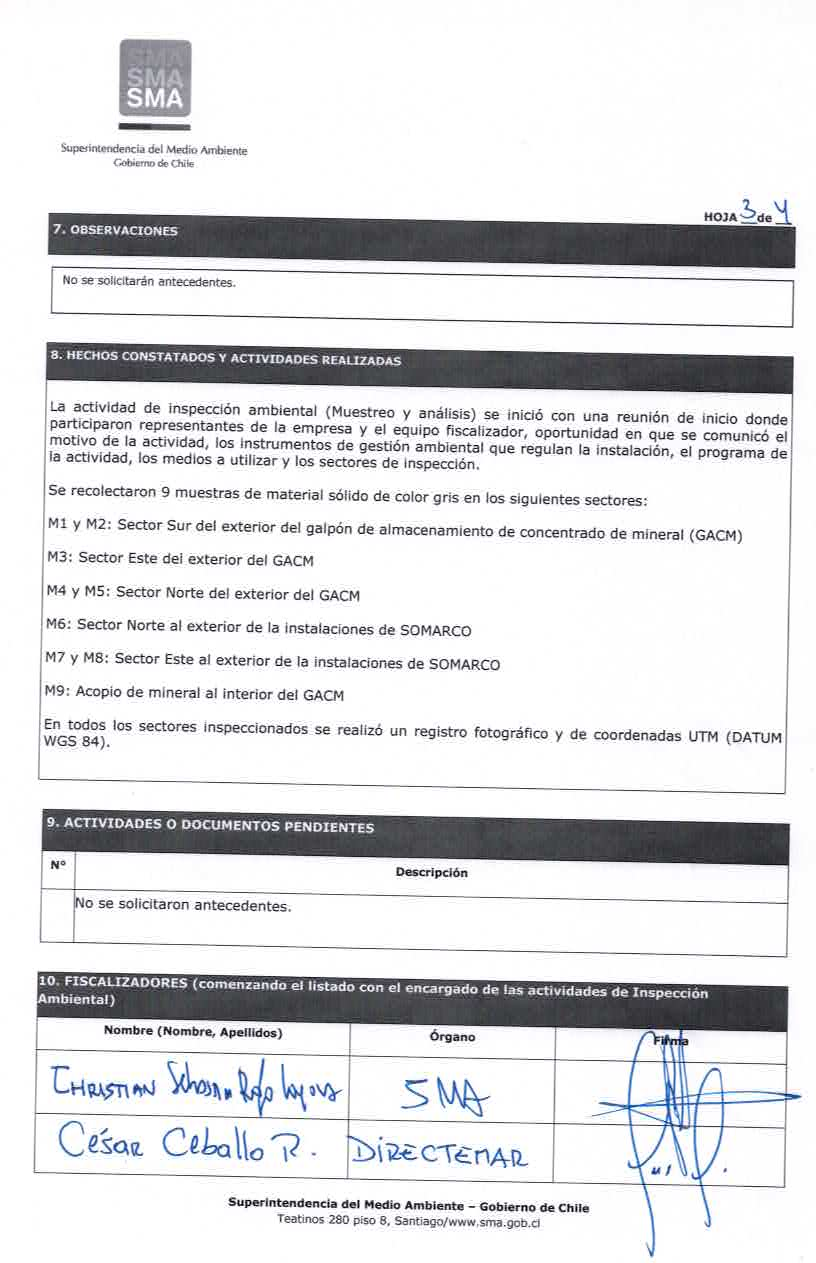 SMA
SMA
SMA
Superintendencia del Medio Ambiente
Gobierno de Chile
HOJA 3 de 4
7. OBSERVACIONES
No se solicitarán antecedentes.
8. HECHOS CONSTATADOS Y ACTIVIDADES REALIZADAS
La actividad de inspección ambiental (Muestreo y análisis) se inició con una reunión de inicio donde
participaron representantes de la empresa y el equipo fiscalizador, oportunidad en que se comunicó el
motivo de la actividad, los instrumentos de gestión ambiental que regulan la instalación, el programa de
la actividad, los medios a utilizar y los sectores de inspección.
Se recolectaron 9 muestras de material sólido de color gris en los siguientes sectores:
M1 y M2: Sector Sur del exterior del galpón de almacenamiento de concentrado de mineral (GACM)
M3: Sector Este del exterior del GACM
M4 y M5: Sector Norte del exterior del GACM
M6: Sector Norte al exterior de la instalaciones de SOMARCO
M7 y M8: Sector Este al exterior de la instalaciones de SOMARCO
M9: Acopio de mineral al interior del GACM
En todos los sectores inspeccionados se realizó un registro fotográfico y de coordenadas UTM (DATUM
WGS 84).
9. ACTIVIDADES O DOCUMENTOS PENDIENTES
N° Descripción
No se solicitaron antecedentes.
10. FISCALIZADORES (comenzando el listado con el encargado de las actividades de Inspección
Ambiental)
Nombre (Nombre, Apellidos) Órgano Firma
CHRISTIAN Rojo SMA
César Ceballo R. DIRECTEMAR
Superintendencia del Medio Ambiente – Gobierno de Chile
Teatinos 280 piso 8, Santiago/www.sma.gob.cl